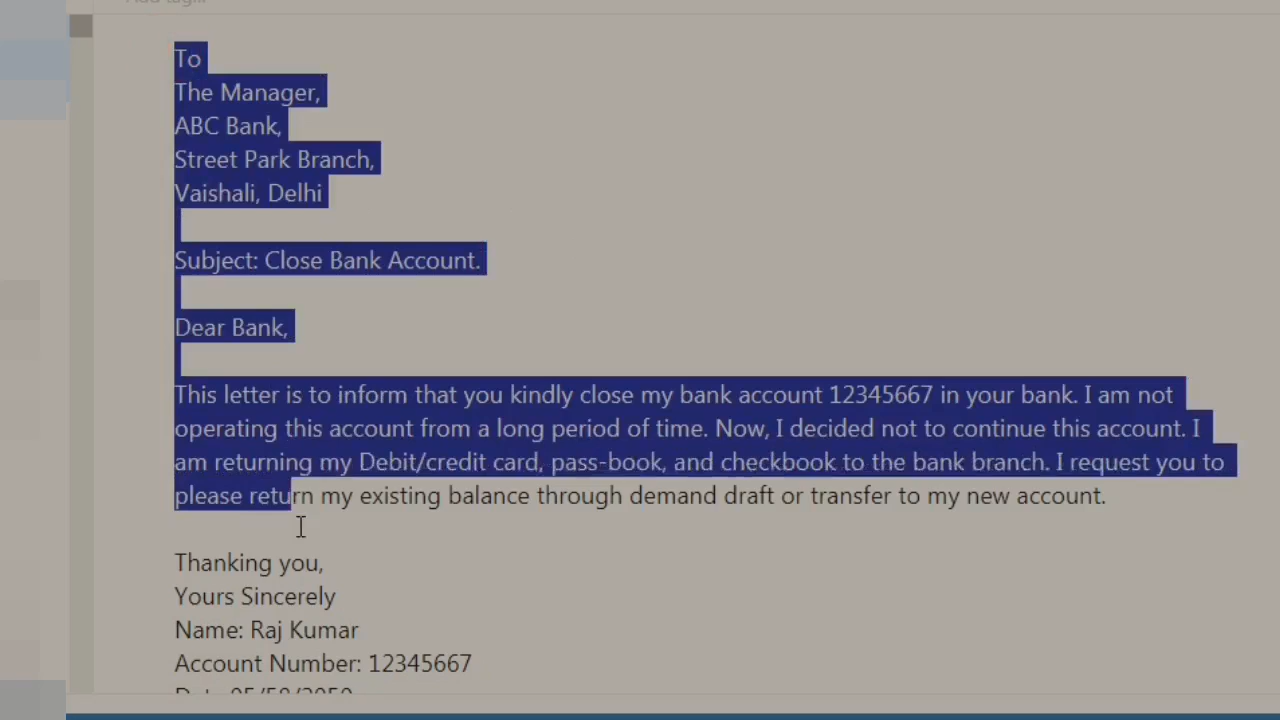 To
The Manager,
ABC Bank,
Street Park Branch,
Vaishali, Delhi
Subject: Close Bank Account.
Dear Bank,
This letter is to inform that you kindly close my bank account 12345667 in your bank. I am not
operating this account from a long period of time. Now, I decided not to continue this account. I
am returning my Debit/credit card, pass-book, and checkbook to the bank branch. I request you to
please return my existing balance through demand draft or transfer to my new account.
Thanking you,
Yours Sincerely
Name: Raj Kumar
Account Number: 12345667